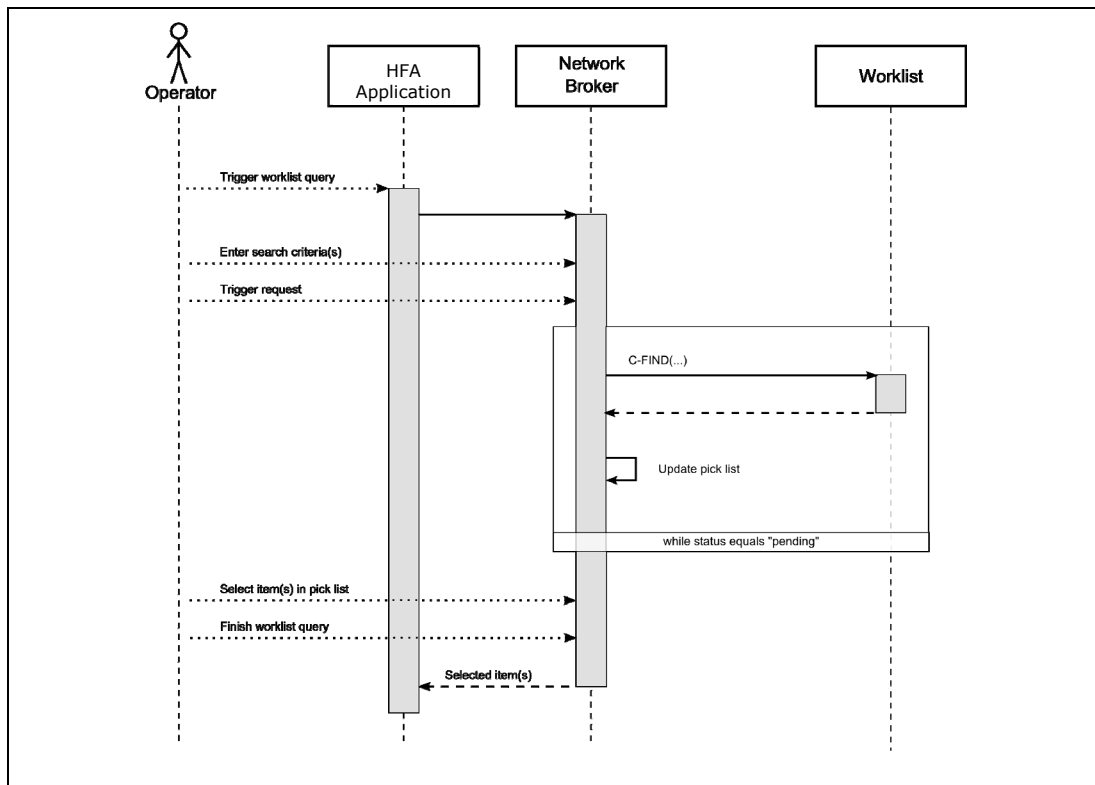 Operator
HFA
Application
Network
Broker
Worklist
Trigger worklist query
Enter search criteria(s)
Trigger request
C-FIND(...)
Update pick list
while status equals "pending"
Select item(s) in pick list
Finish worklist query
Selected item(s)